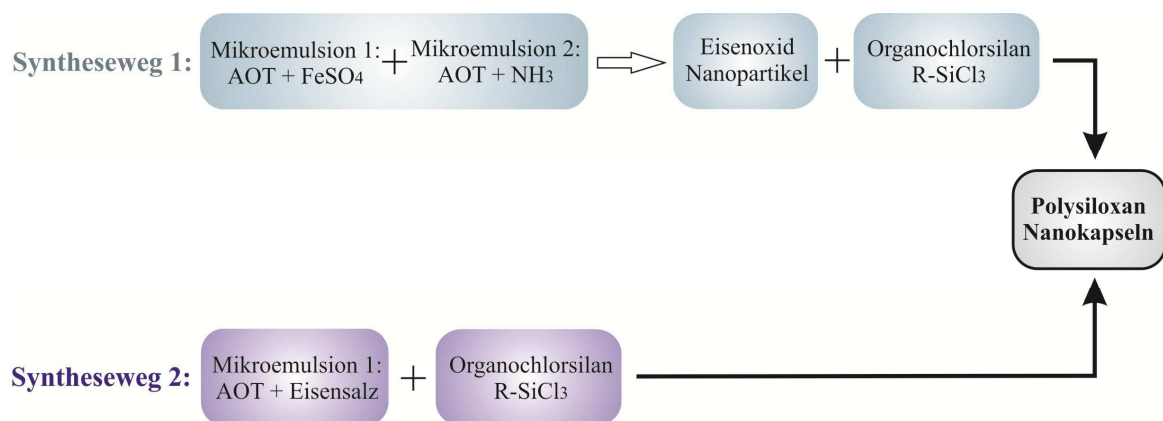 Syntheseweg 1:
Mikroemulsion 1:
AOT + FeSO4
+
Mikroemulsion 2:
AOT + NH3
Eisenoxid
Nanopartikel
+
Organochlorsilan
R-SiCl3
Polysiloxan
Nanokapseln
Syntheseweg 2:
Mikroemulsion 1:
AOT + Eisensalz
+
Organochlorsilan
R-SiCl3